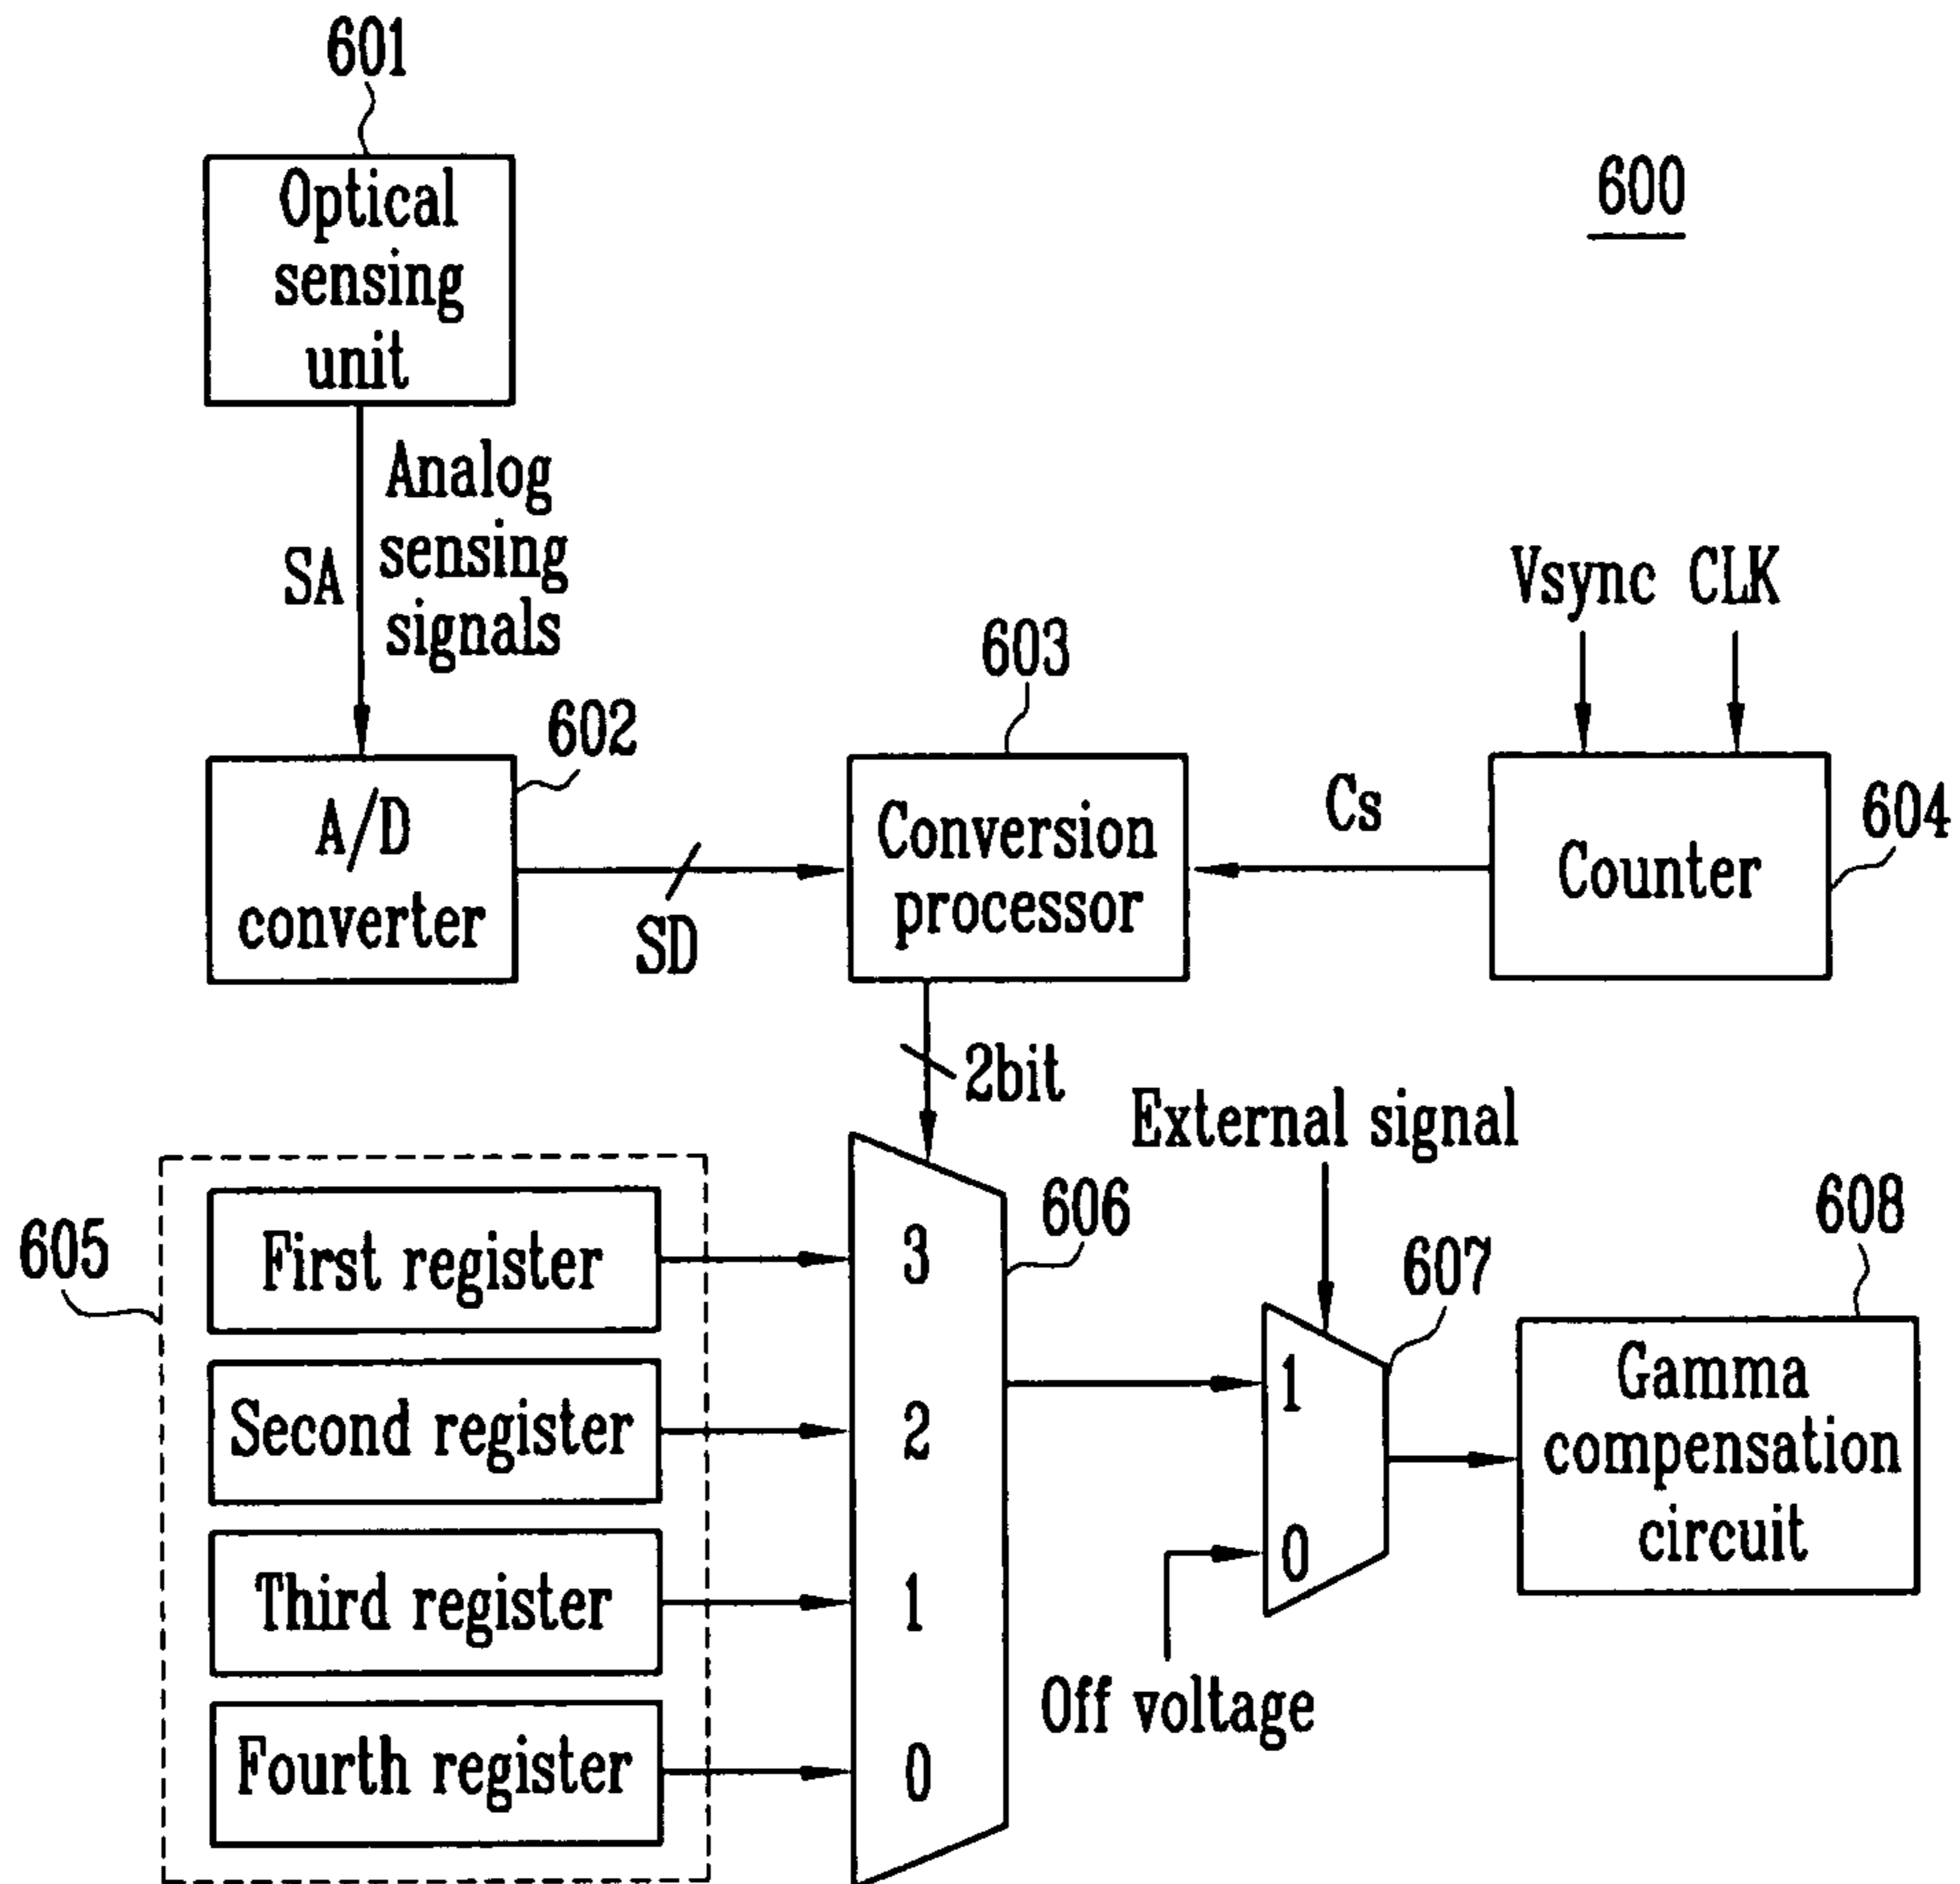 601
600
Optical
sensing
unit
Analog
sensing
signals
SA
Vsync CLK
603
602
604
A/D
converter
SD
Conversion
processor
Cs
Counter
2bit
External signal
605
606
607
608
First register
Second register
Third register
Fourth register
3
2
1
0
1
0
Off voltage
Gamma
compensation
circuit